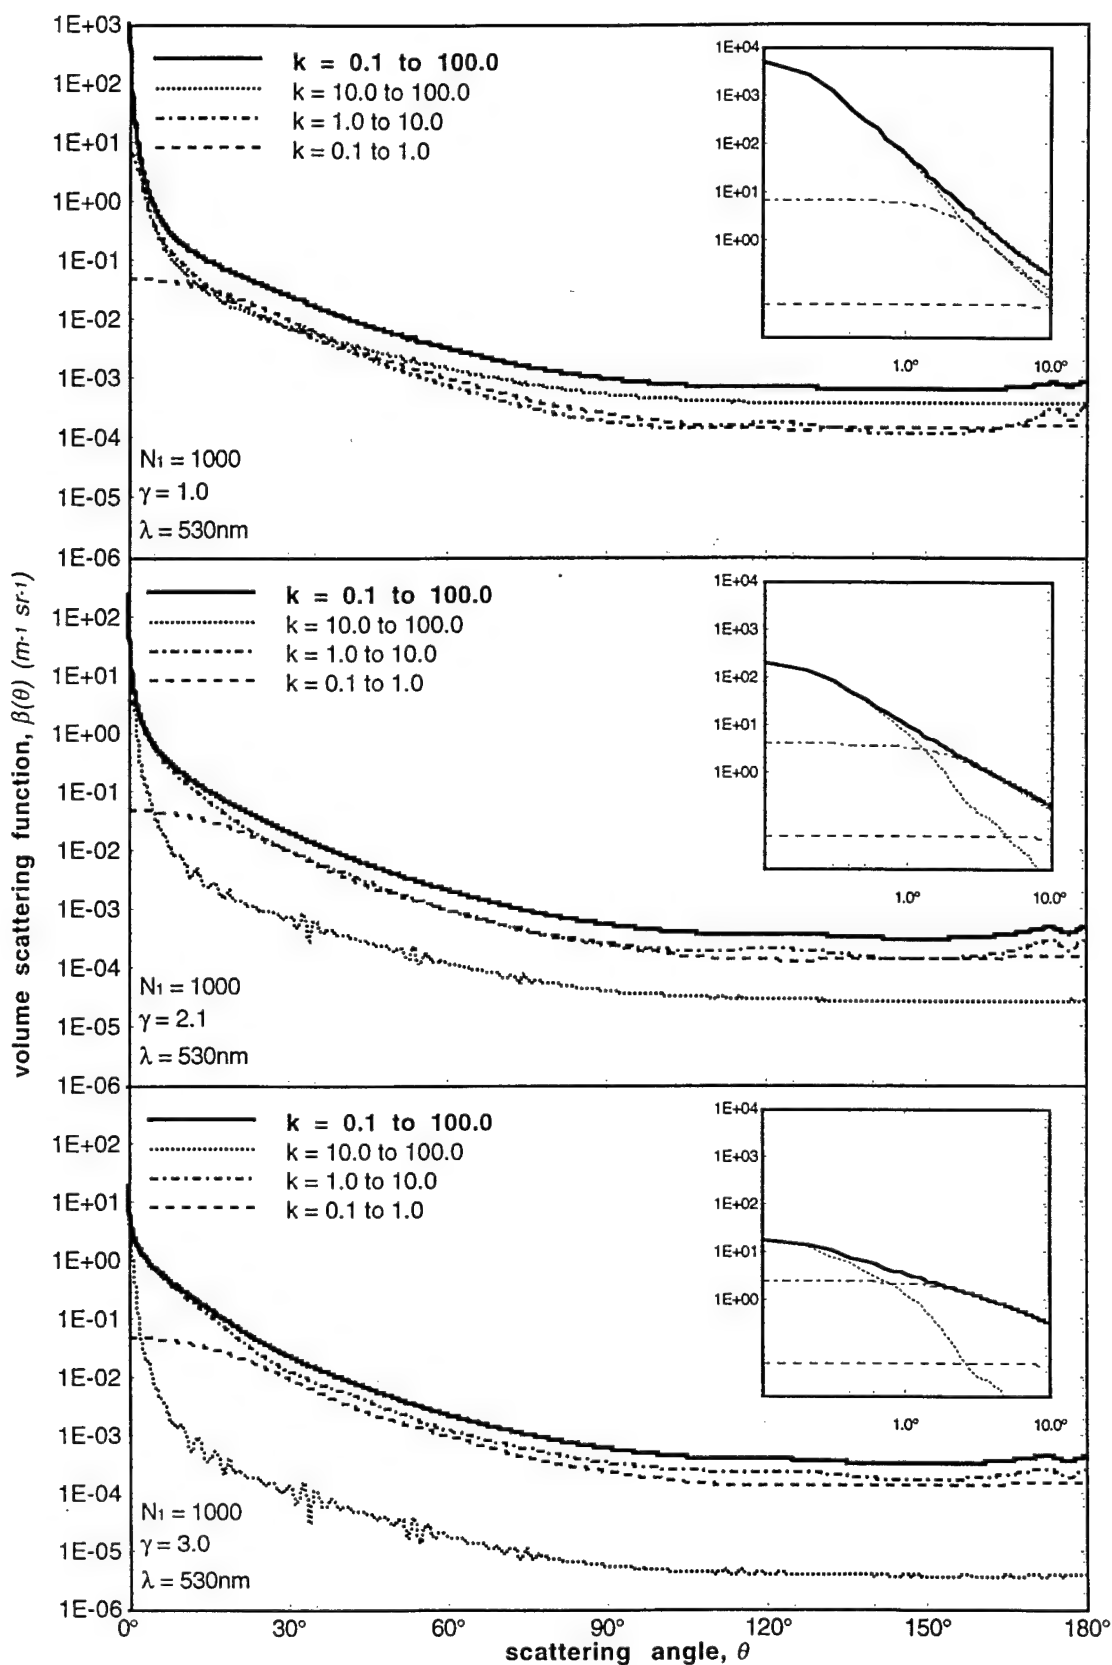 volume scattering function, β(θ) (m-1 sr-1)
1E+03
1E+02
1E+01
1E+00
1E-01
1E-02
1E-03
1E-04
1E-05
1E-06
k = 0.1 to 100.0
k = 10.0 to 100.0
k = 1.0 to 10.0
k = 0.1 to 1.0
N1 = 1000
γ = 1.0
λ = 530nm
1E+04
1E+03
1E+02
1E+01
1E+00
1.0°
10.0°
1E+02
1E+01
1E+00
1E-01
1E-02
1E-03
1E-04
1E-05
1E-06
k = 0.1 to 100.0
k = 10.0 to 100.0
k = 1.0 to 10.0
k = 0.1 to 1.0
N1 = 1000
γ = 2.1
λ = 530nm
1E+04
1E+03
1E+02
1E+01
1E+00
1.0°
10.0°
1E+02
1E+01
1E+00
1E-01
1E-02
1E-03
1E-04
1E-05
1E-06
k = 0.1 to 100.0
k = 10.0 to 100.0
k = 1.0 to 10.0
k = 0.1 to 1.0
N1 = 1000
γ = 3.0
λ = 530nm
1E+04
1E+03
1E+02
1E+01
1E+00
1.0°
10.0°
0° 30° 60° 90° 120° 150° 180°
scattering angle, θ